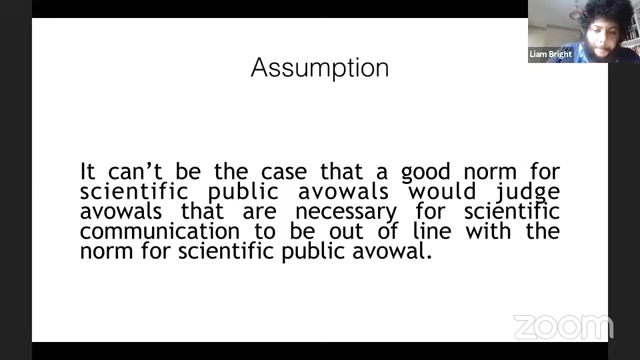 Liam Bright
Assumption
It can't be the case that a good norm for
scientific public avowals would judge
avowals that are necessary for scientific
communication to be out of line with the
norm for scientific public avowal.
zoom